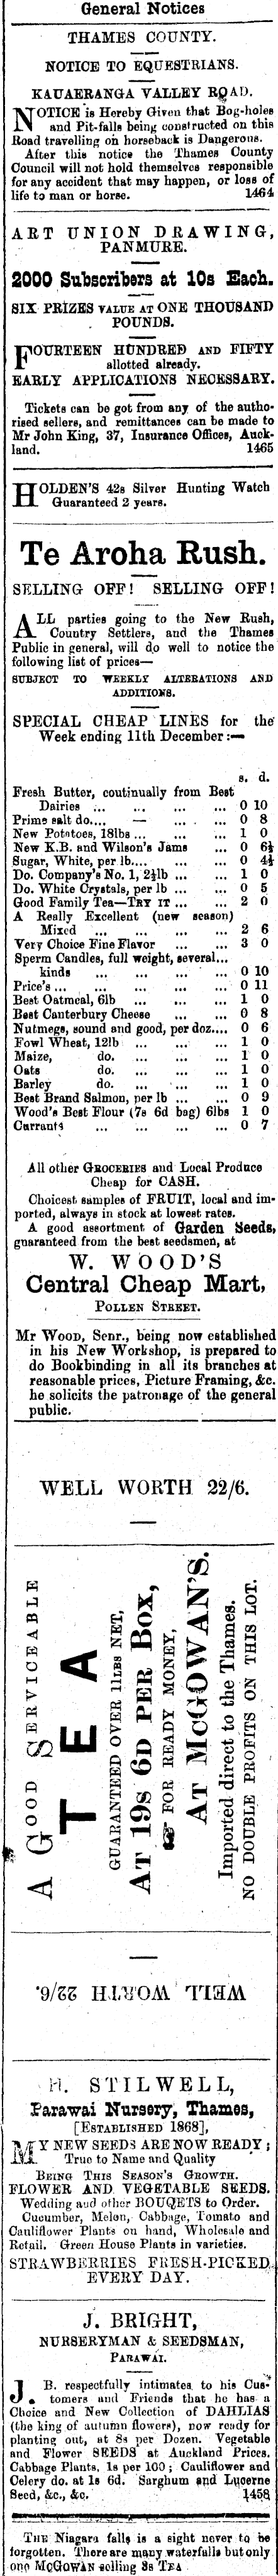 General Notices
THAMES COUNTY.
NOTICE TO EQUESTRIANS.
KAUAERANGA VALLEY ROAD.
NOTICE is Hereby Given that Bog-holes
and Pit-falls being constructed on this
Road travelling on horseback is Dangerous.
After this notice the Thames County
Council will not hold themselves responsible
for any accident that may happen, or loss of
life to man or horse. 1464
ART UNION DRAWING,
PANMURE.
2000 Subscribers at 10s Each.
SIX PRIZES VALUE AT ONE THOUSAND
POUNDS.
FOURTEEN HUNDRED AND FIFTY
allotted already.
EARLY APPLICATIONS NECESSARY.
Tickets can be got from any of the autho-
rised sellers, and remittances can be made to
Mr John King, 37, Insurance Offices, Auck-
land. 1465
HOLDEN'S 42s Silver Hunting Watch
Guaranteed 2 years.
Te Aroha Rush.
SELLING OFF! SELLING OFF!
ALL parties going to the New Rush,
Country Settlers, and the Thames
Public in general, will do well to notice the
following list of prices—
SUBJECT TO WEEKLY ALTERATIONS AND
ADDITIONS.
SPECIAL CHEAP LINES for the
Week ending 11th December:—
s. d.
Fresh Butter, continually from Best
Dairies ... ... ... ... 0 10
Prime salt do.... — ... ... 0 8
New Potatoes, 18lbs ... ... ... 1 0
New K.B. and Wilson's Jams ... 0 6½
Sugar, White, per lb.... ... ... 0 4½
Do. Company's No. 1, 2½lb ... ... 1 0
Do. White Crystals, per lb ... ... 0 5
Good Family Tea—TRY IT ... ... 2 0
A Really Excellent (new season)
Mixed ... ... ... ... 2 6
Very Choice Fine Flavor ... ... 3 0
Sperm Candles, full weight, several...
kinds ... ... ... ... 0 10
Price's ... ... ... ... ... 0 11
Best Oatmeal, 6lb ... ... ... 1 0
Best Canterbury Cheese ... ... 0 8
Nutmegs, sound and good, per doz.... 0 6
Fowl Wheat, 12lb ... ... ... 1 0
Maize, do. ... ... ... 1 0
Oats do. ... ... ... 1 0
Barley do. ... ... ... 1 0
Best Brand Salmon, per lb ... ... 0 9
Wood's Best Flour (7s 6d bag) 6lbs 1 0
Currants ... ... ... ... 0 7
All other GROCERIES and Local Produce
Cheap for CASH.
Choicest samples of FRUIT, local and im-
ported, always in stock at lowest rates.
A good assortment of Garden Seeds,
guaranteed from the best seedsmen, at
W. WOOD'S
Central Cheap Mart,
POLLEN STREET.
Mr WOOD, Senr., being now established
in his New Workshop, is prepared to
do Bookbinding in all its branches at
reasonable prices, Picture Framing, &c.
he solicits the patronage of the general
public.
WELL WORTH 22/6.
A GOOD SERVICEABLE
TEA
GUARANTEED OVER 11LBS NET,
AT 19s 6D PER BOX,
☞ FOR READY MONEY,
AT MCGOWAN'S.
Imported direct to the Thames.
NO DOUBLE PROFITS ON THIS LOT.
WELL WORTH 22/6.
H. STILWELL,
Parawai Nursery, Thames,
[ESTABLISHED 1868],
MY NEW SEEDS ARE NOW READY;
True to Name and Quality
BEING THIS SEASON'S GROWTH.
FLOWER AND VEGETABLE SEEDS.
Wedding and other BOUQETS to Order.
Cucumber, Melon, Cabbage, Tomato and
Cauliflower Plants on hand, Wholesale and
Retail. Green House Plants in varieties.
STRAWBERRIES FRESH-PICKED
EVERY DAY.
J. BRIGHT,
NURSERYMAN & SEEDSMAN,
PARAWAI.
J. B. respectfully intimates to his Cus-
tomers and Friends that he has a
Choice and New Collection of DAHLIAS
(the king of autumn flowers), now ready for
planting out, at 8s per Dozen. Vegetable
and Flower SEEDS at Auckland Prices.
Cabbage Plants, 1s per 100; Cauliflower and
Celery do. at 1s 6d. Sarghum and Lucerne
Seed, &c., &c. 1458
THE Niagara falls is a sight never to be
forgotten. There are many waterfalls but only
one MCGOWAN selling 8s TEA